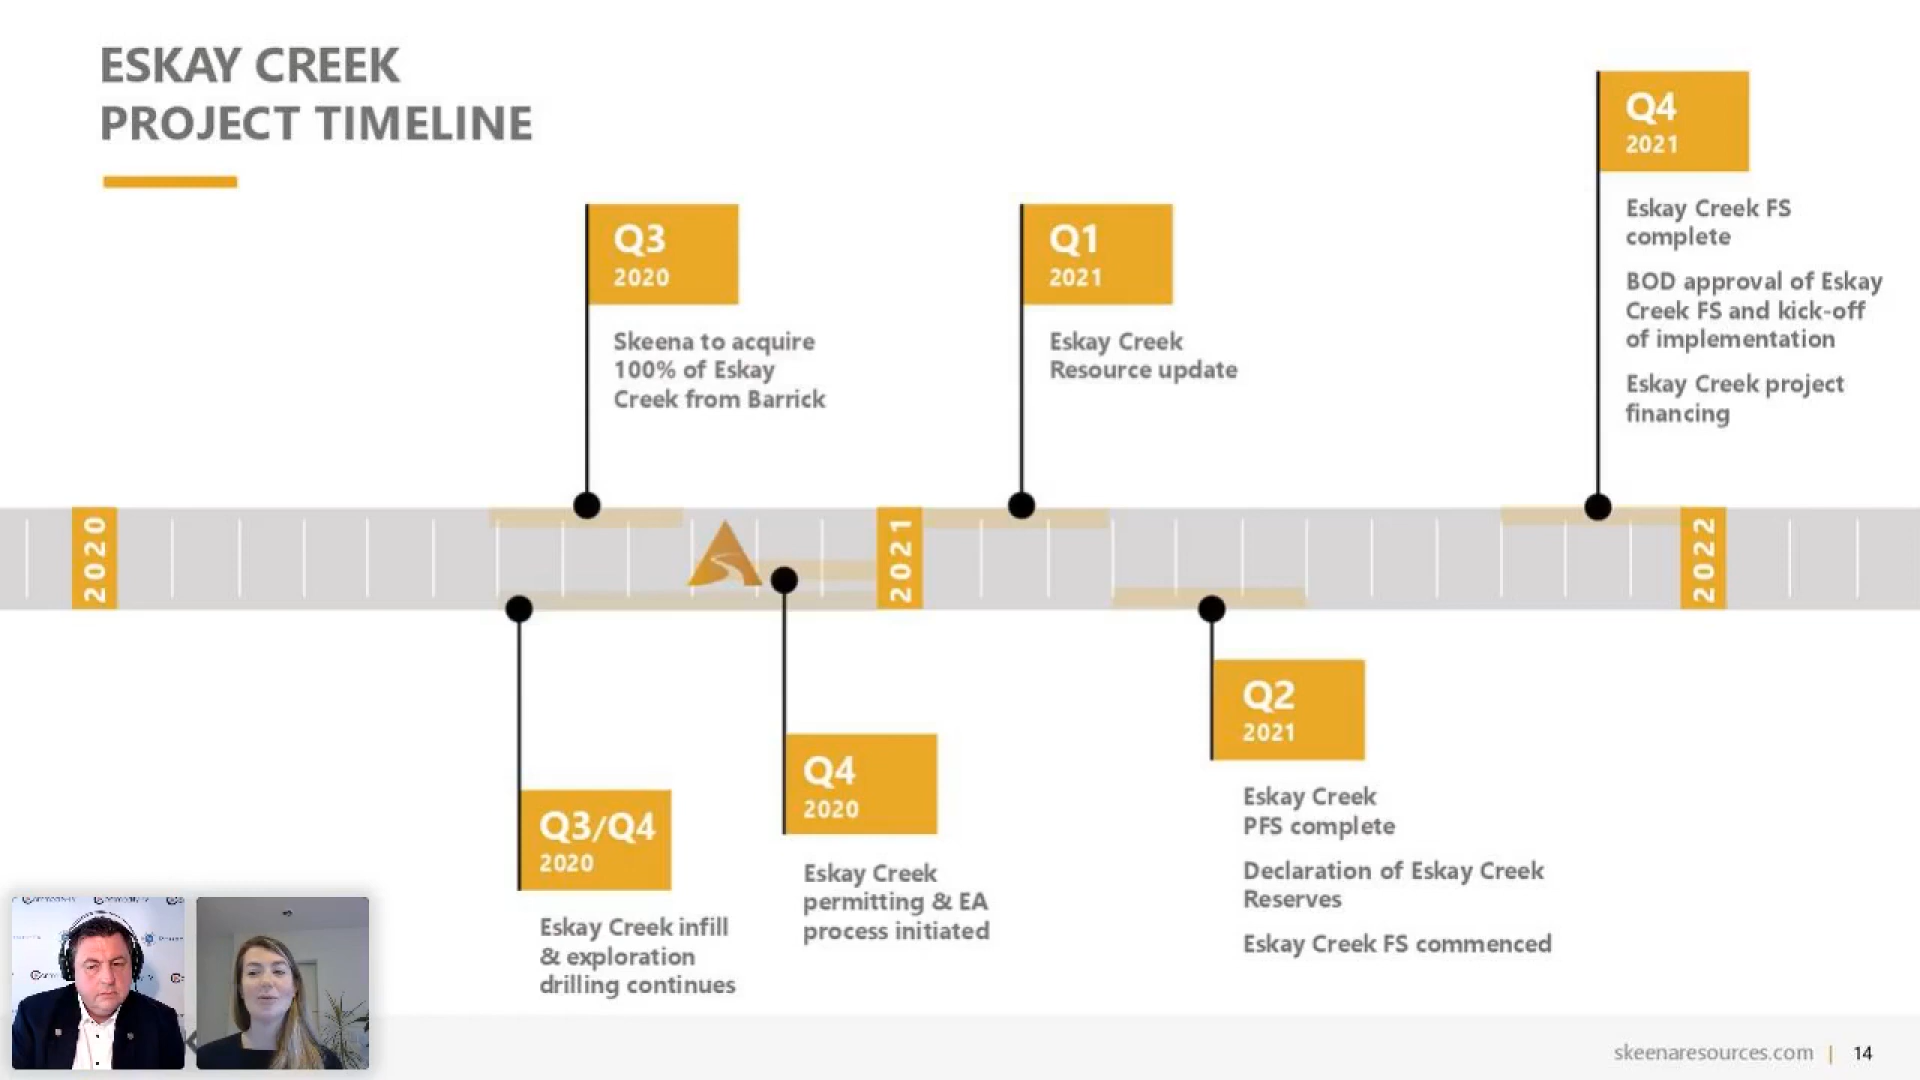 ESKAY CREEK
PROJECT TIMELINE
Q3
2020
Skeena to acquire
100% of Eskay
Creek from Barrick
Q1
2021
Eskay Creek
Resource update
Q4
2021
Eskay Creek FS
complete
BOD approval of Eskay
Creek FS and kick-off
of implementation
Eskay Creek project
financing
2020
2021
2022
Q3/Q4
2020
Eskay Creek infill
& exploration
drilling continues
Q4
2020
Eskay Creek
permitting & EA
process initiated
Q2
2021
Eskay Creek
PFS complete
Declaration of Eskay Creek
Reserves
Eskay Creek FS commenced
skeenaresources.com | 14